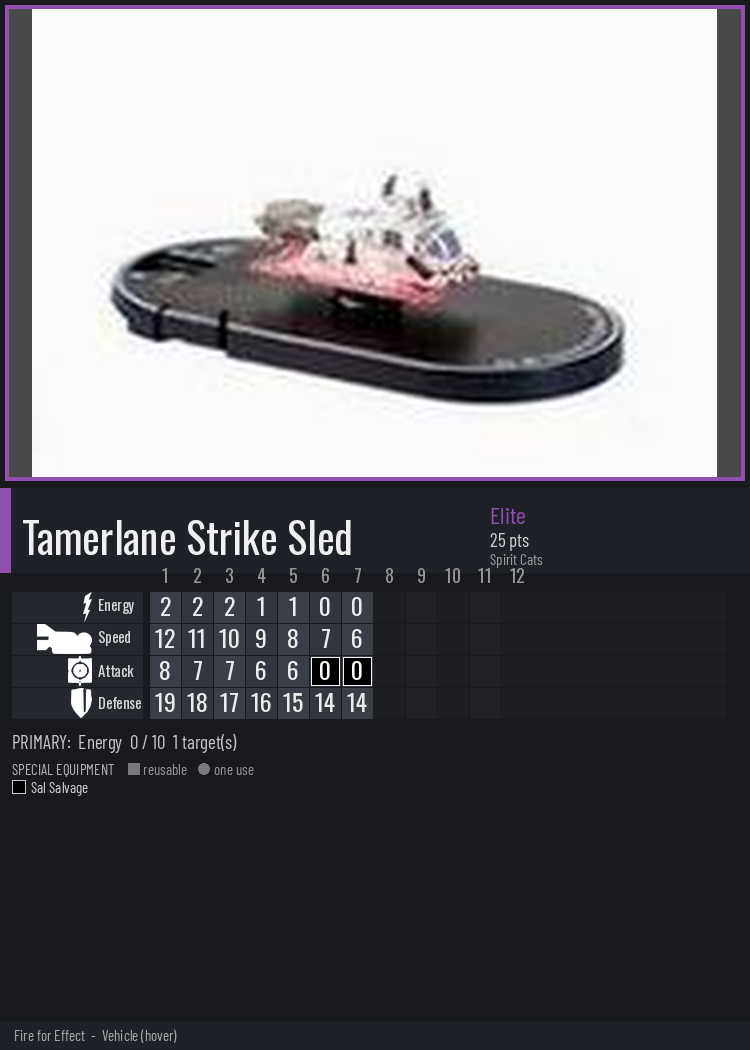 Tamerlane Strike Sled
Elite
25 pts
Spirit Cats
1 2 3 4 5 6 7 8 9 10 11 12
Energy 2 2 2 1 1 0 0
Speed 12 11 10 9 8 7 6
Attack 8 7 7 6 6 0 0
Defense 19 18 17 16 15 14 14
PRIMARY: Energy 0 / 10 1 target(s)
SPECIAL EQUIPMENT reusable one use
Sal Salvage
Fire for Effect - Vehicle (hover)